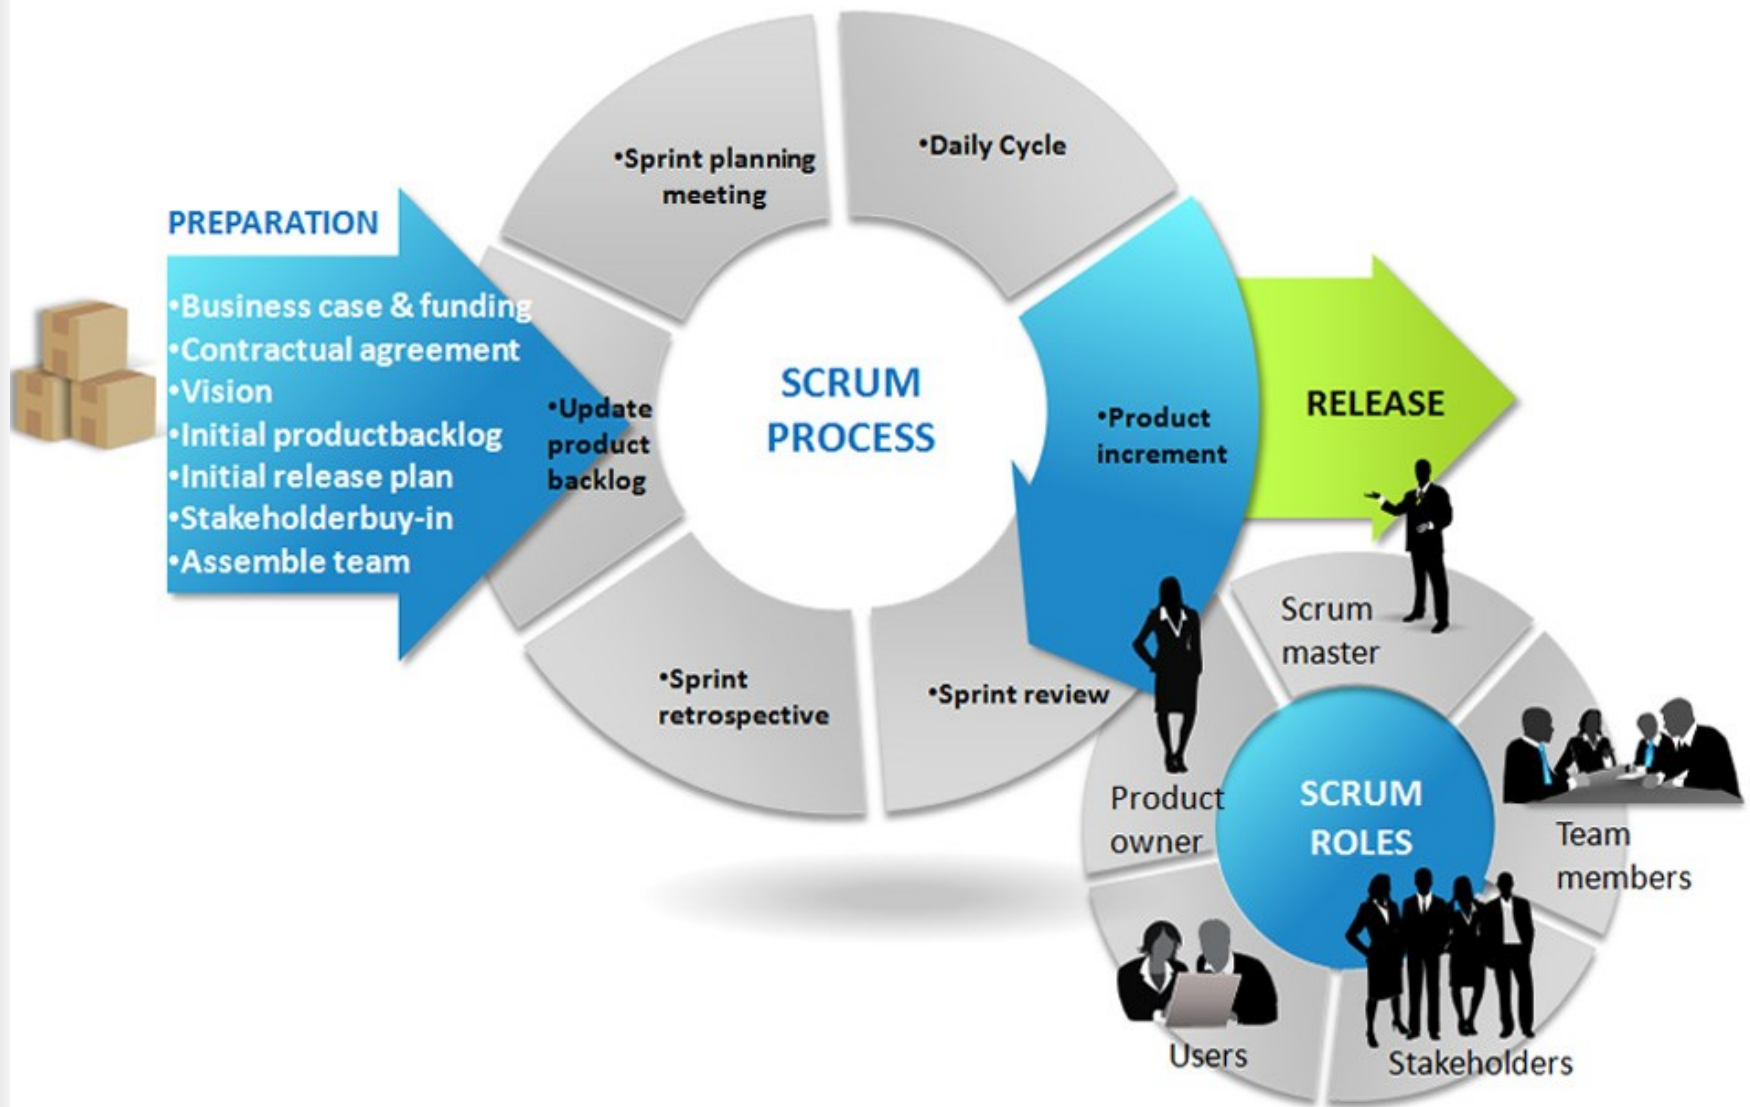 PREPARATION
•Business case & funding
•Contractual agreement
•Vision
•Initial productbacklog
•Initial release plan
•Stakeholderbuy-in
•Assemble team
•Update
product
backlog
•Sprint planning
meeting
•Daily Cycle
•Product
increment
•Sprint review
•Sprint
retrospective
SCRUM
PROCESS
RELEASE
Scrum
master
Team
members
Stakeholders
Users
Product
owner
SCRUM
ROLES